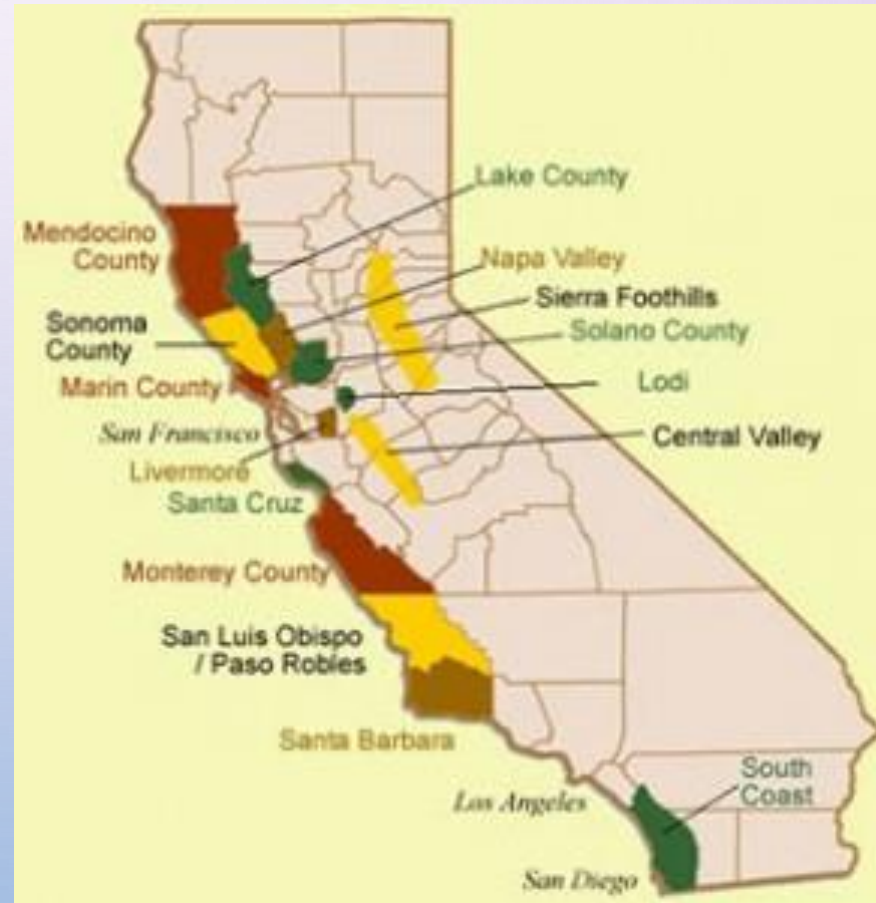 Lake County
Mendocino
County
Napa Valley
Sierra Foothills
Sonoma
County
Solano County
Marin County
Lodi
San Francisco
Central Valley
Livermore
Santa Cruz
Monterey County
San Luis Obispo
/ Paso Robles
Santa Barbara
South
Coast
Los Angeles
San Diego